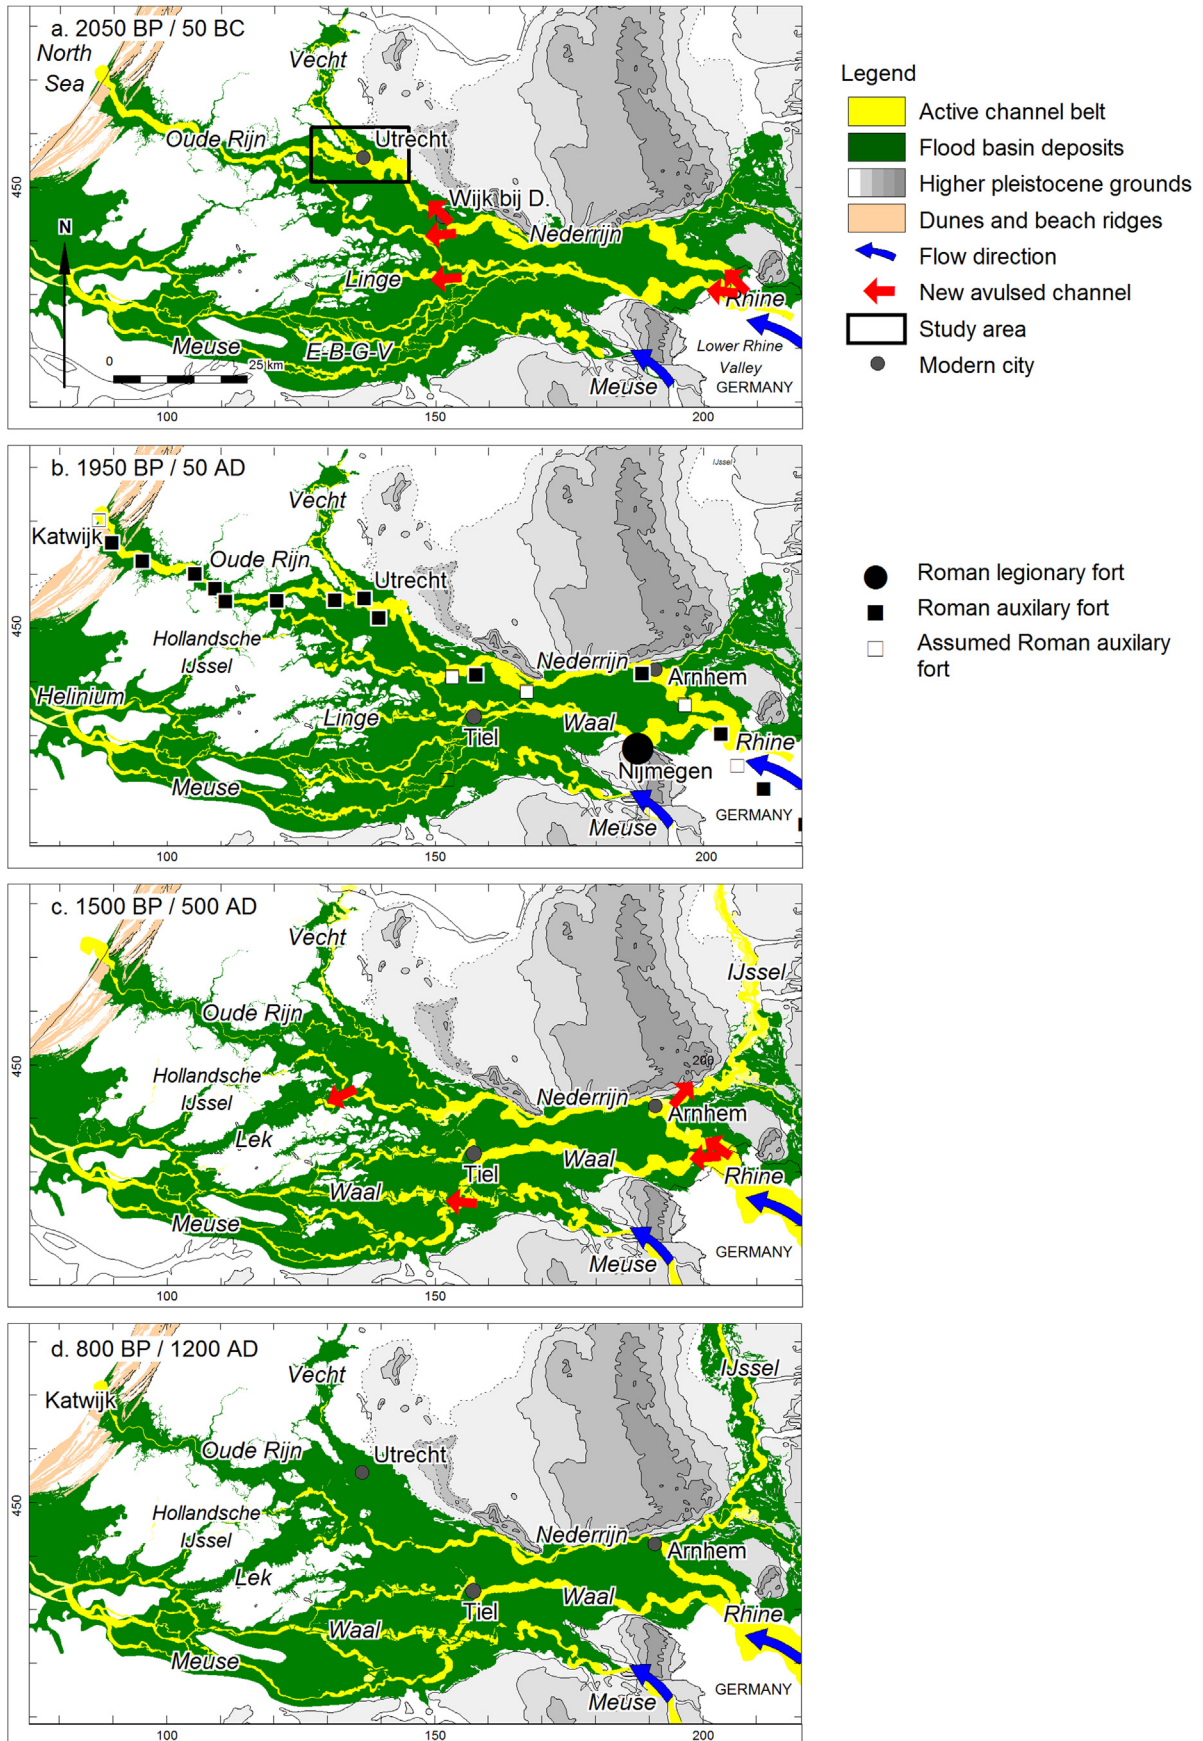 a. 2050 BP / 50 BC
North
Sea
Vecht
Oude Rijn
Utrecht
Wijk bij D.
Nederrijn
450
N
Linge
Rhine
Meuse
E-B-G-V
Lower Rhine
Valley
GERMANY
0
25 km
Meuse
100
150
200
Legend
Active channel belt
Flood basin deposits
Higher pleistocene grounds
Dunes and beach ridges
Flow direction
New avulsed channel
Study area
Modern city
b. 1950 BP / 50 AD
IJssel
Vecht
Katwijk
Oude Rijn
Utrecht
450
Hollandsche
IJssel
Nederrijn
Arnhem
Helinium
Linge
Tiel
Waal
Rhine
Nijmegen
Meuse
GERMANY
Meuse
100
150
200
Roman legionary fort
Roman auxilary fort
Assumed Roman auxilary
fort
c. 1500 BP / 500 AD
Vecht
IJssel
Oude Rijn
450
200
Hollandsche
IJssel
Nederrijn
Arnhem
Lek
Tiel
Waal
Rhine
Waal
Meuse
GERMANY
Meuse
100
150
200
d. 800 BP / 1200 AD
Vecht
IJssel
Katwijk
Oude Rijn
Utrecht
450
Hollandsche
IJssel
Nederrijn
Arnhem
Lek
Tiel
Waal
Rhine
Waal
Meuse
GERMANY
Meuse
100
150
200